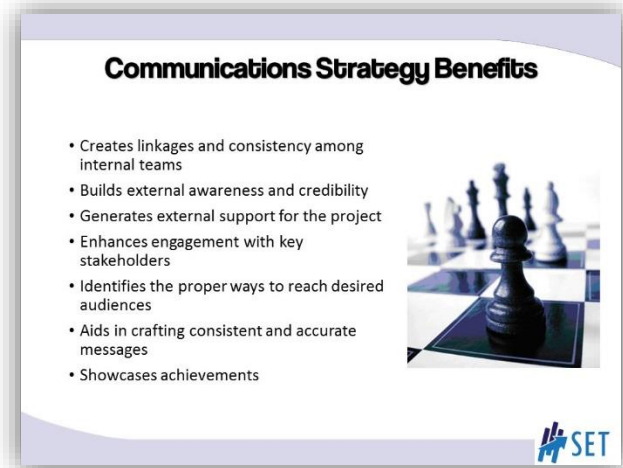 Communications Strategy Benefits
• Creates linkages and consistency among
internal teams
• Builds external awareness and credibility
• Generates external support for the project
• Enhances engagement with key
stakeholders
• Identifies the proper ways to reach desired
audiences
• Aids in crafting consistent and accurate
messages
• Showcases achievements
SET